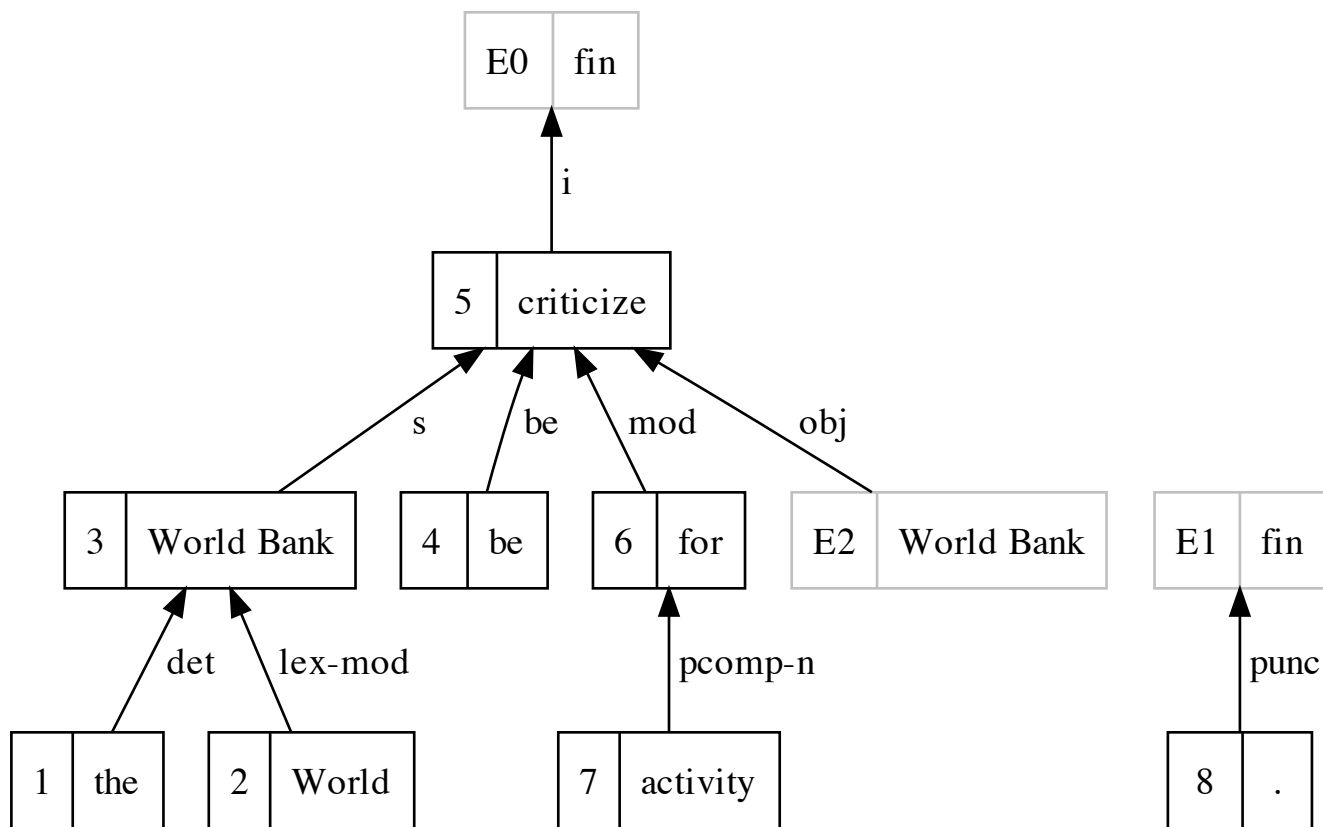 E0 fin
i
5 criticize
s be mod obj
3 World Bank 4 be 6 for E2 World Bank E1 fin
det lex-mod pcomp-n punc
1 the 2 World 7 activity 8 .